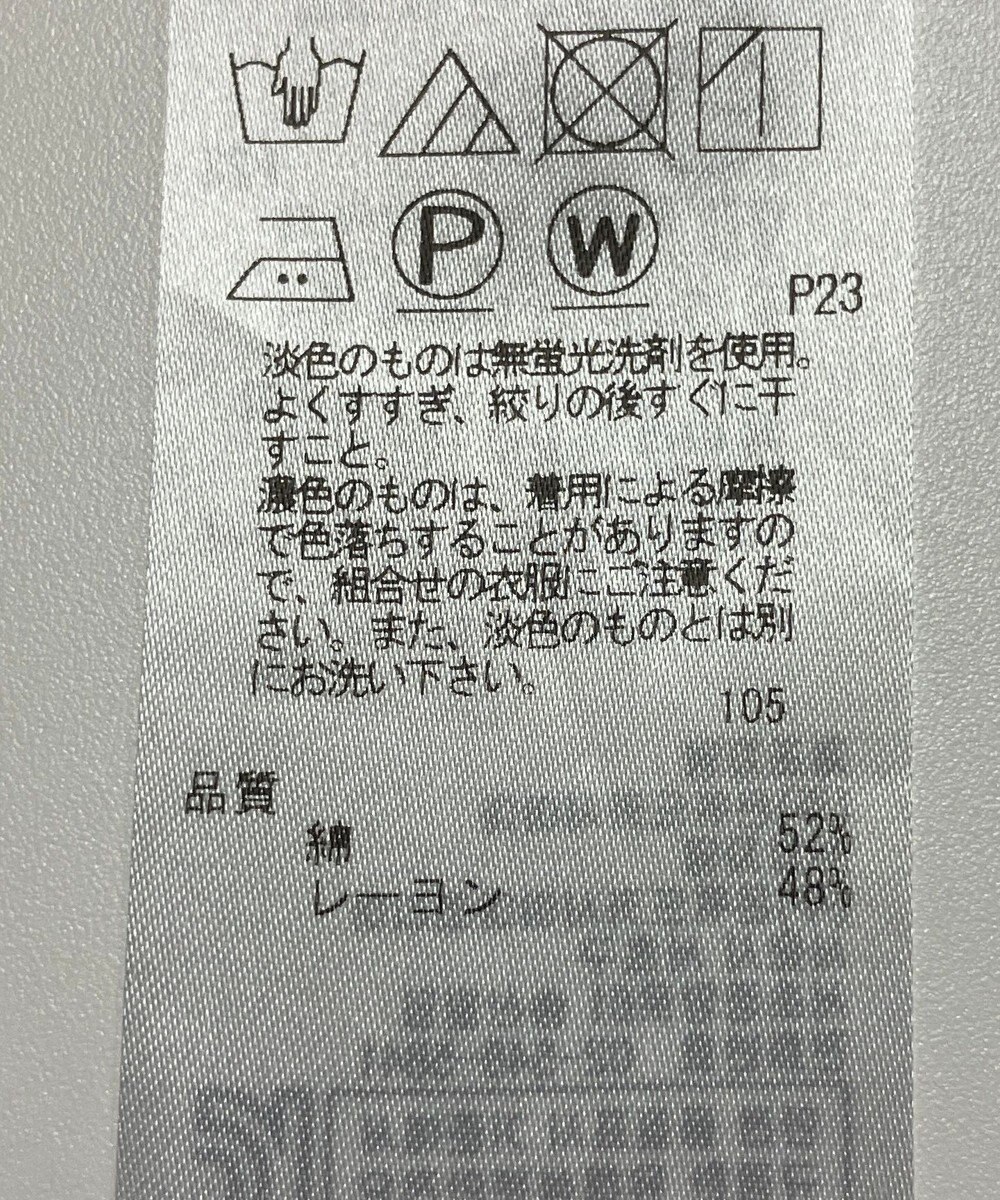 P
W
P23
淡色のものは無蛍光洗剤を使用。
よくすすぎ、絞りの後すぐに干
すこと。
濃色のものは、着用による摩擦
で色落ちすることがありますの
で、組合せの衣服にご注意くだ
さい。また、淡色のものとは別
にお洗い下さい。
105
品質
綿 52%
レーヨン 48%